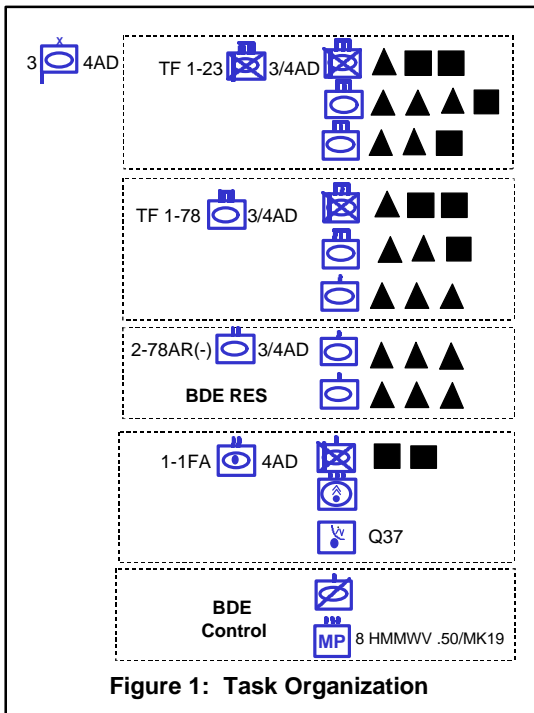 X
3 4AD
TF 1-23 3/4AD
TF 1-78 3/4AD
2-78AR(-) 3/4AD
BDE RES
1-1FA 4AD
Q37
BDE
Control
MP 8 HMMWV .50/MK19
Figure 1: Task Organization